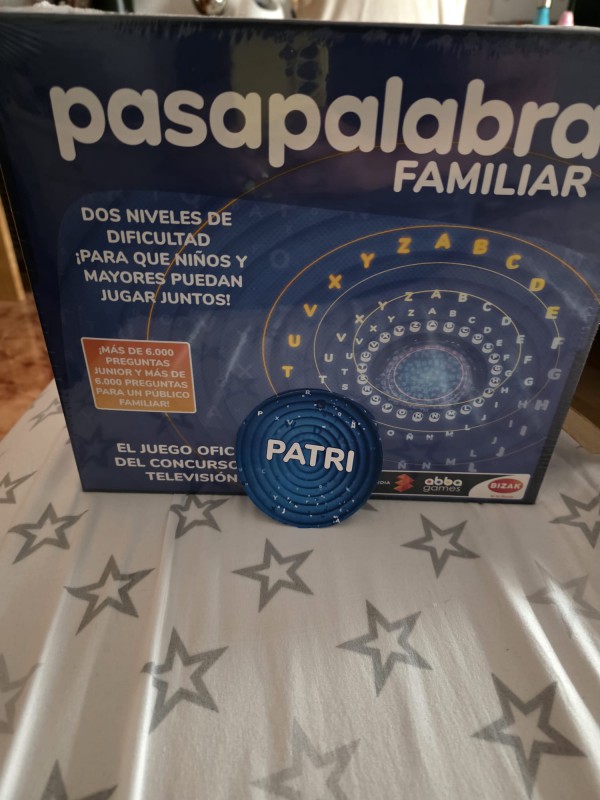 pasapalabra
FAMILIAR
DOS NIVELES DE
DIFICULTAD
¡PARA QUE NIÑOS Y
MAYORES PUEDAN
JUGAR JUNTOS!
¡MÁS DE 6.000
PREGUNTAS
JUNIOR Y MÁS DE
6.000 PREGUNTAS
PARA UN PÚBLICO
FAMILIAR!
T U V X Y Z A B C D E F G H
EL JUEGO OFIC
DEL CONCURSO
TELEVISIÓN
PATRI
abba
games
BIZAK